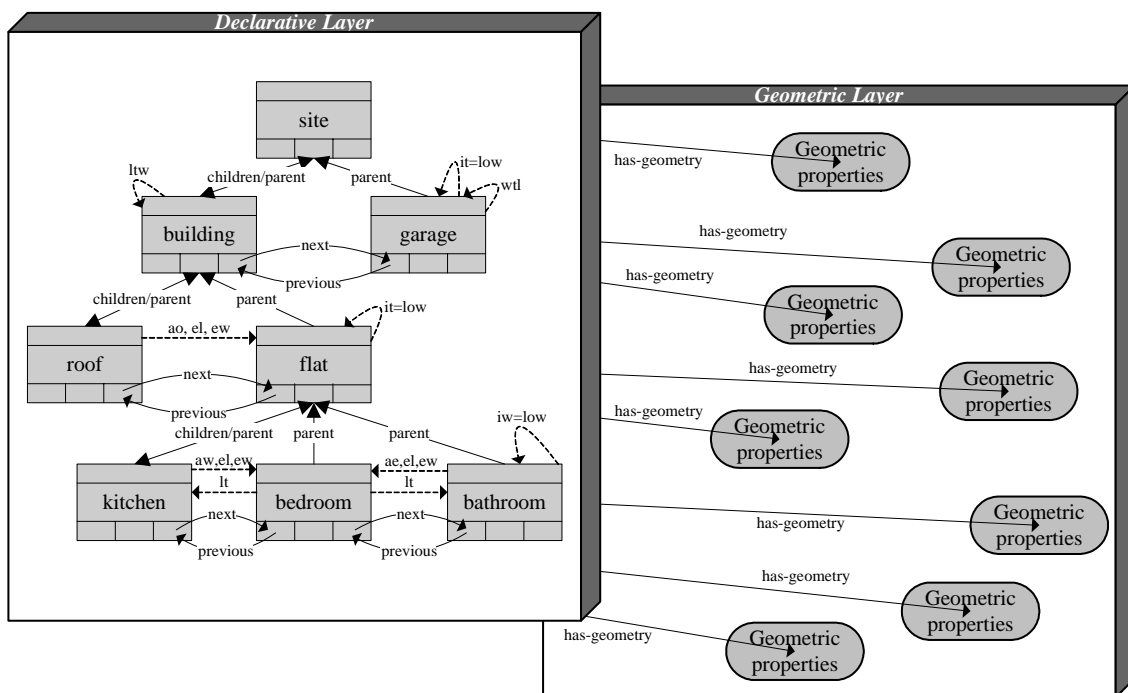 Declarative Layer
site
children/parent
parent
ltw
it=low
wtl
building
garage
next
previous
children/parent
parent
it=low
ao, el, ew
roof
flat
next
previous
children/parent
parent
parent
iw=low
aw,el,ew
ae,el,ew
kitchen
lt
bedroom
lt
bathroom
next
next
previous
previous
Geometric Layer
has-geometry
Geometric
properties
has-geometry
Geometric
properties
has-geometry
Geometric
properties
has-geometry
Geometric
properties
has-geometry
Geometric
properties
has-geometry
Geometric
properties
has-geometry
Geometric
properties
has-geometry
Geometric
properties